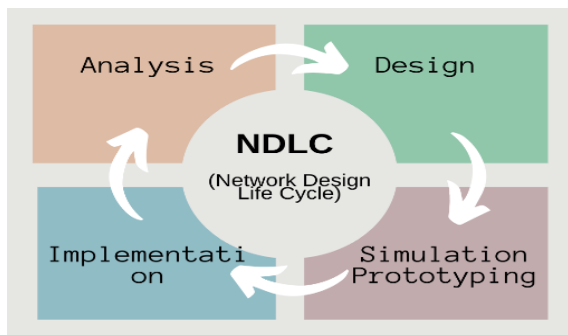 Analysis
Design
NDLC
(Network Design
Life Cycle)
Implementati
on
Simulation
Prototyping